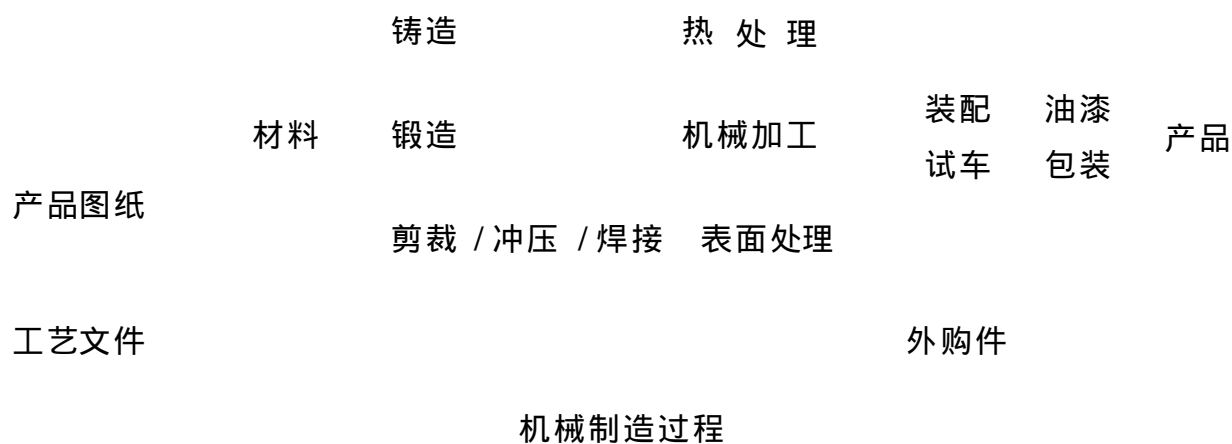 铸造 热 处 理
装配 油漆
材料 锻造 机械加工 产品
试车 包装
产品图纸
剪裁 /冲压 /焊接 表面处理
工艺文件 外购件
机械制造过程